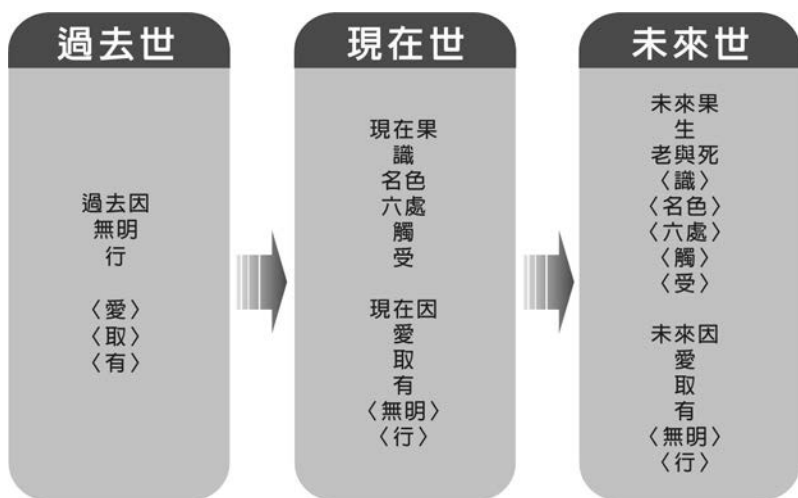 過去世
過去因
無明
行
〈愛〉
〈取〉
〈有〉
現在世
現在果
識
名色
六處
觸
受
現在因
愛
取
有
〈無明〉
〈行〉
未來世
未來果
生
老與死
〈識〉
〈名色〉
〈六處〉
〈觸〉
〈受〉
未來因
愛
取
有
〈無明〉
〈行〉